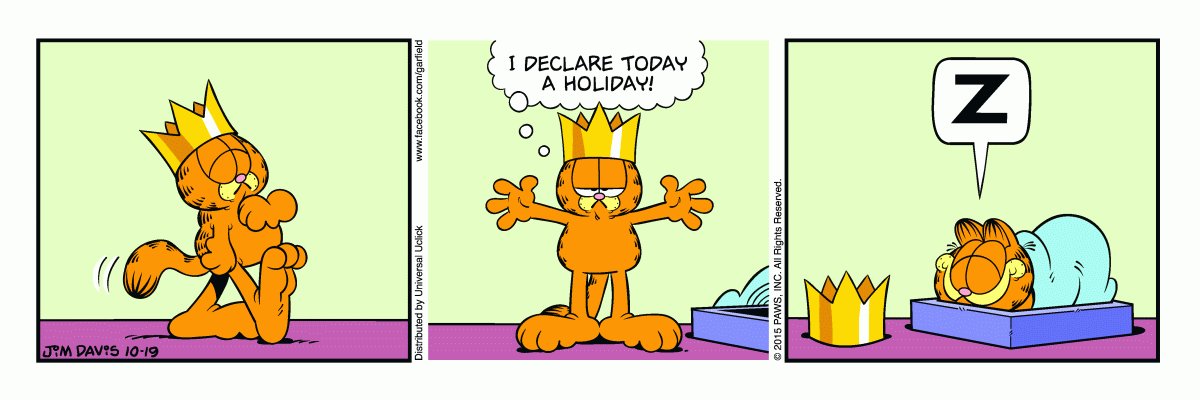 JIM DAVIS 10-19
www.facebook.com/garfield
Distributed by Universal Uclick
I DECLARE TODAY
A HOLIDAY!
© 2015 PAWS, INC. All Rights Reserved.
Z